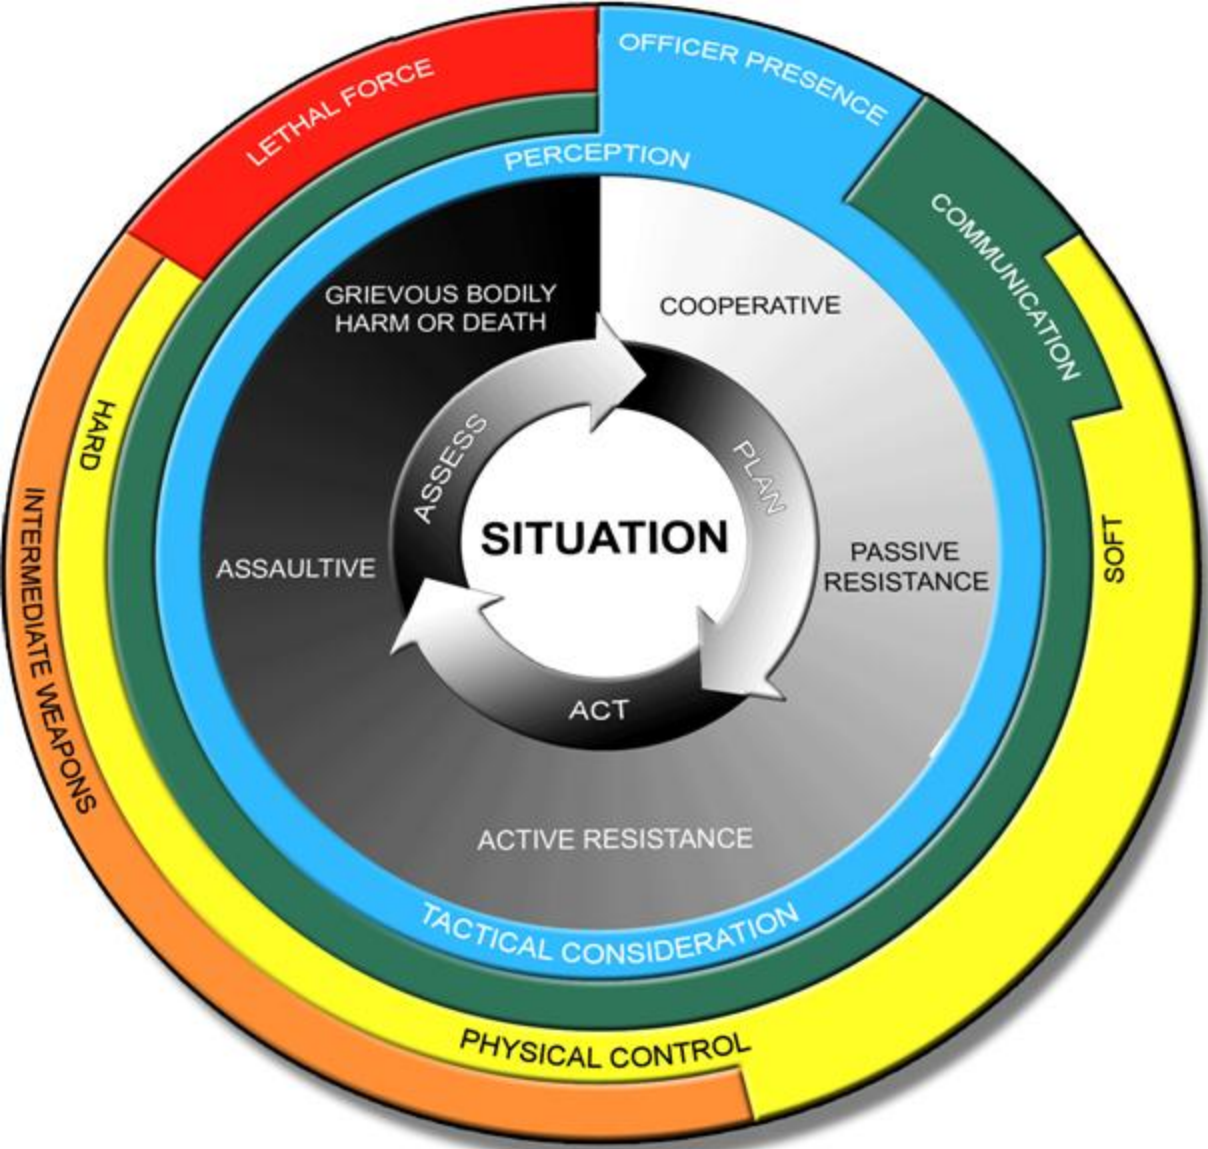 OFFICER PRESENCE
LETHAL FORCE
PERCEPTION
COMMUNICATION
GRIEVOUS BODILY
HARM OR DEATH
COOPERATIVE
HARD
ASSESS
PLAN
SITUATION
INTERMEDIATE WEAPONS
ASSAULTIVE
PASSIVE
RESISTANCE
SOFT
ACT
ACTIVE RESISTANCE
TACTICAL CONSIDERATION
PHYSICAL CONTROL